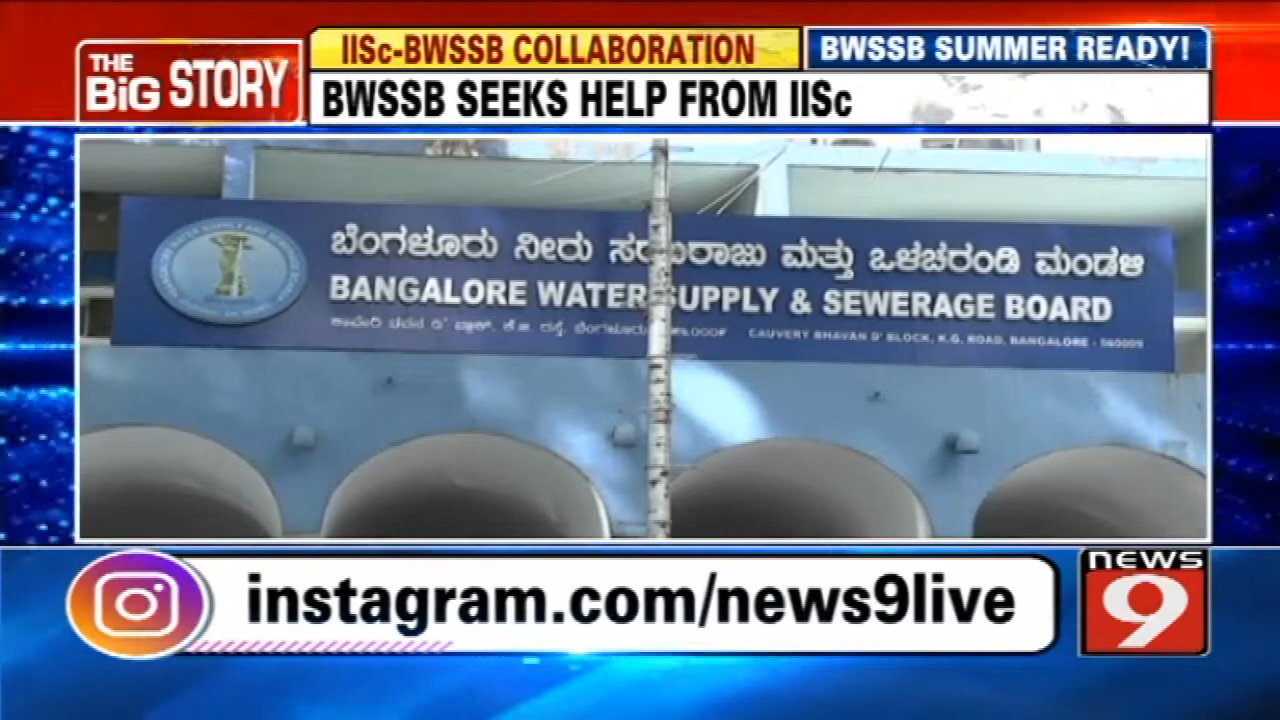 THE BiG STORY
IISc-BWSSB COLLABORATION
BWSSB SUMMER READY!
BWSSB SEEKS HELP FROM IISc
ಬೆಂಗಳೂರು ನೀರು ಸರಬರಾಜು ಮತ್ತು ಒಳಚರಂಡಿ ಮಂಡಳಿ
BANGALORE WATER SUPPLY & SEWERAGE BOARD
CAUVERY BHAVAN D' BLOCK, K.G. ROAD, BANGALORE - 560009
instagram.com/news9live
NEWS 9